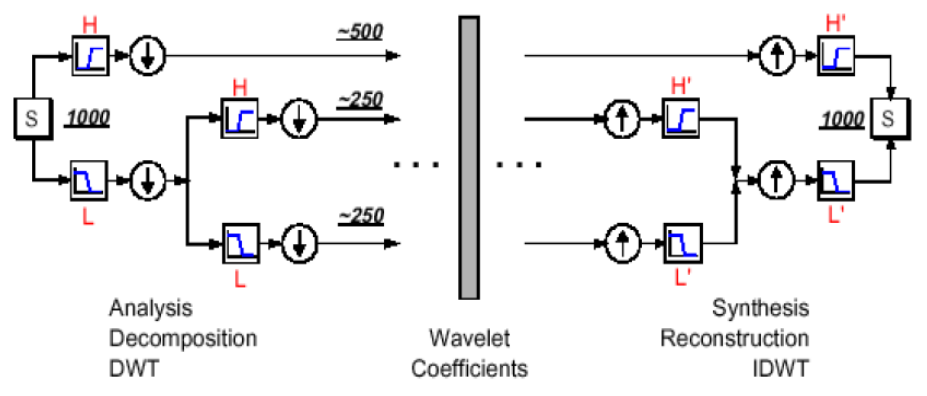 H
~500
H'
H
~250
H'
S
1000
1000
S
. . .
. . .
L
~250
L'
L
L'
Analysis
Decomposition
DWT
Wavelet
Coefficients
Synthesis
Reconstruction
IDWT